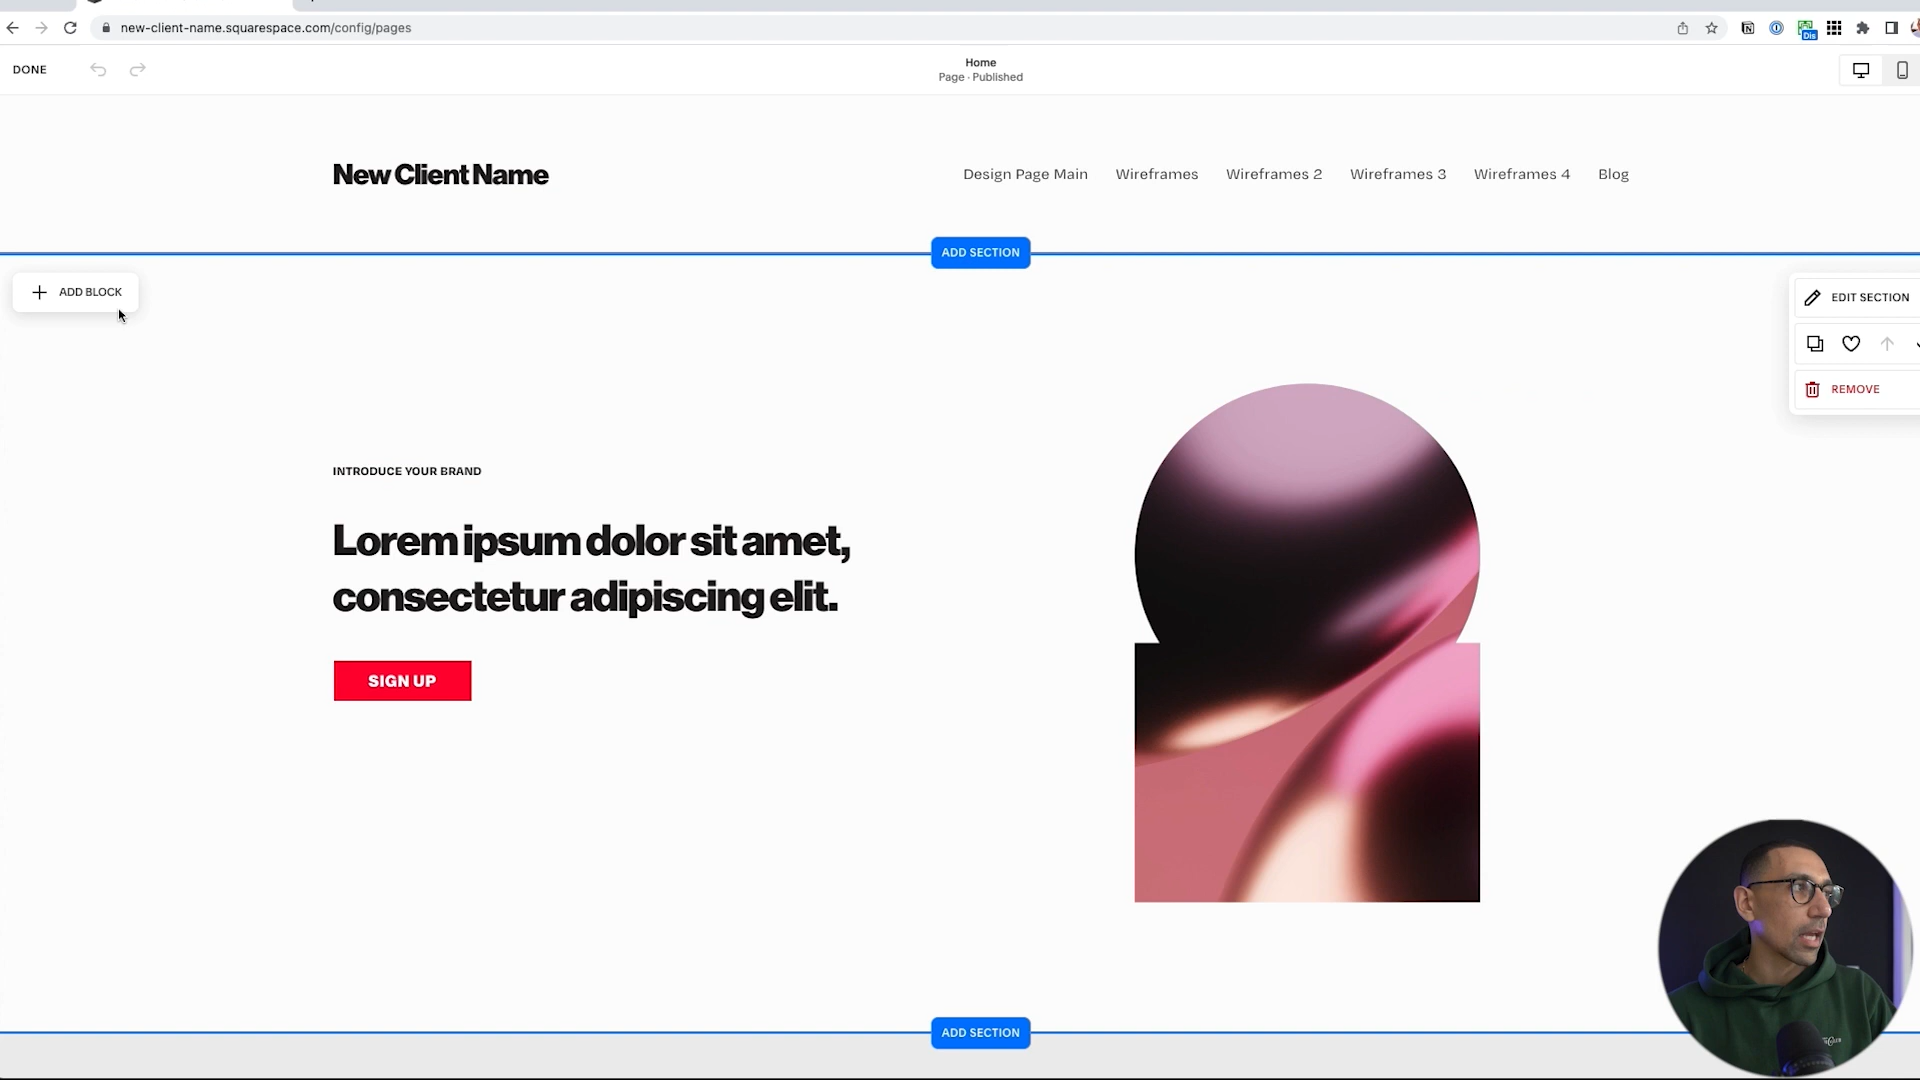 new-client-name.squarespace.com/config/pages
Dis
DONE
Home
Page · Published
New Client Name
Design Page Main
Wireframes
Wireframes 2
Wireframes 3
Wireframes 4
Blog
ADD SECTION
ADD BLOCK
EDIT SECTION
REMOVE
INTRODUCE YOUR BRAND
Lorem ipsum dolor sit amet,
consectetur adipiscing elit.
SIGN UP
ADD SECTION